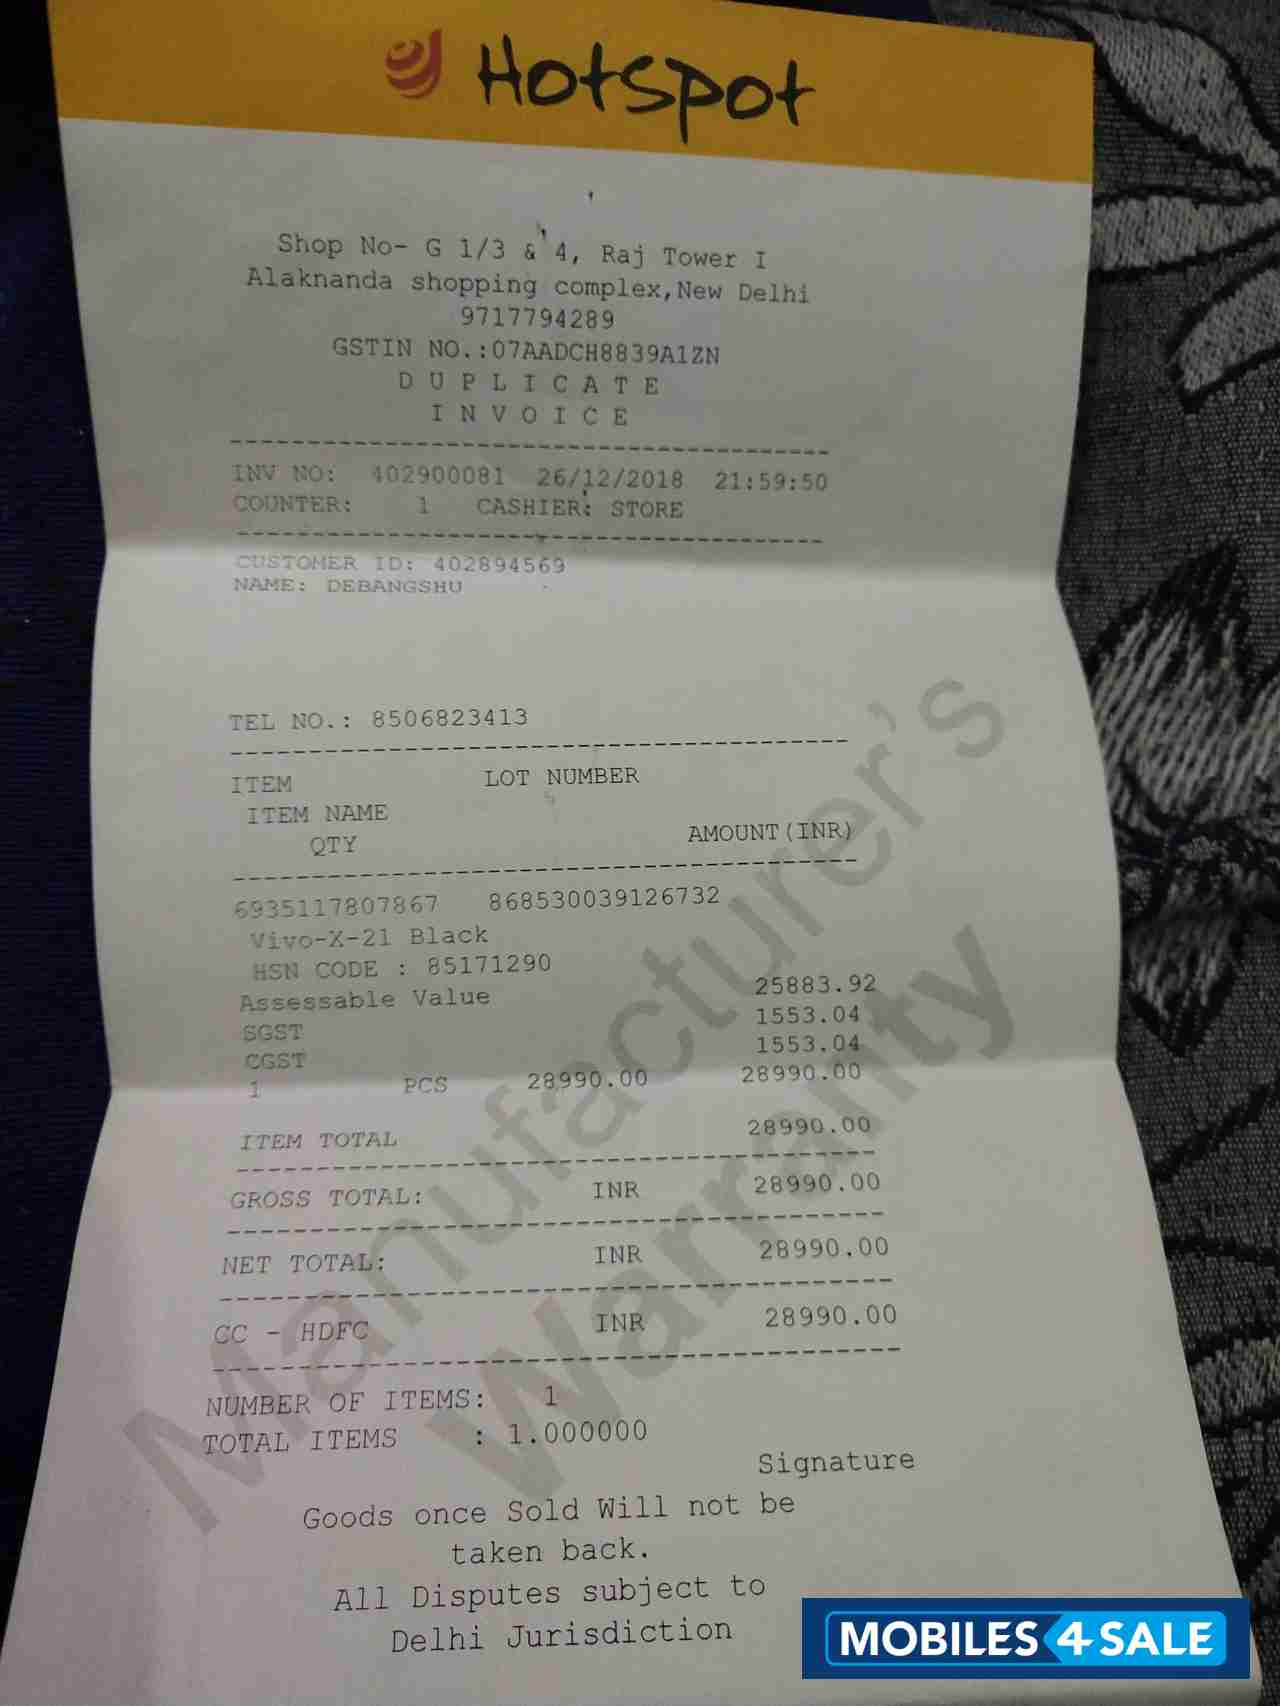 Hotspot
Shop No- G 1/3 & 4, Raj Tower I
Alaknanda shopping complex,New Delhi
9717794289
GSTIN NO.:07AADCH8839A1ZN
D U P L I C A T E
I N V O I C E
INV NO: 402900081 26/12/2018 21:59:50
COUNTER: 1 CASHIER: STORE
CUSTOMER ID: 402894569
NAME: DEBANGSHU
TEL NO.: 8506823413
ITEM LOT NUMBER
ITEM NAME
QTY AMOUNT(INR)
6935117807867 868530039126732
Vivo-X-21 Black
HSN CODE : 85171290
Assessable Value 25883.92
SGST 1553.04
CGST 1553.04
1 PCS 28990.00 28990.00
ITEM TOTAL 28990.00
GROSS TOTAL: INR 28990.00
NET TOTAL: INR 28990.00
CC - HDFC INR 28990.00
NUMBER OF ITEMS: 1
TOTAL ITEMS : 1.000000
Signature
Goods once Sold Will not be
taken back.
All Disputes subject to
Delhi Jurisdiction
Manufacturer's
Warranty
MOBILES4SALE